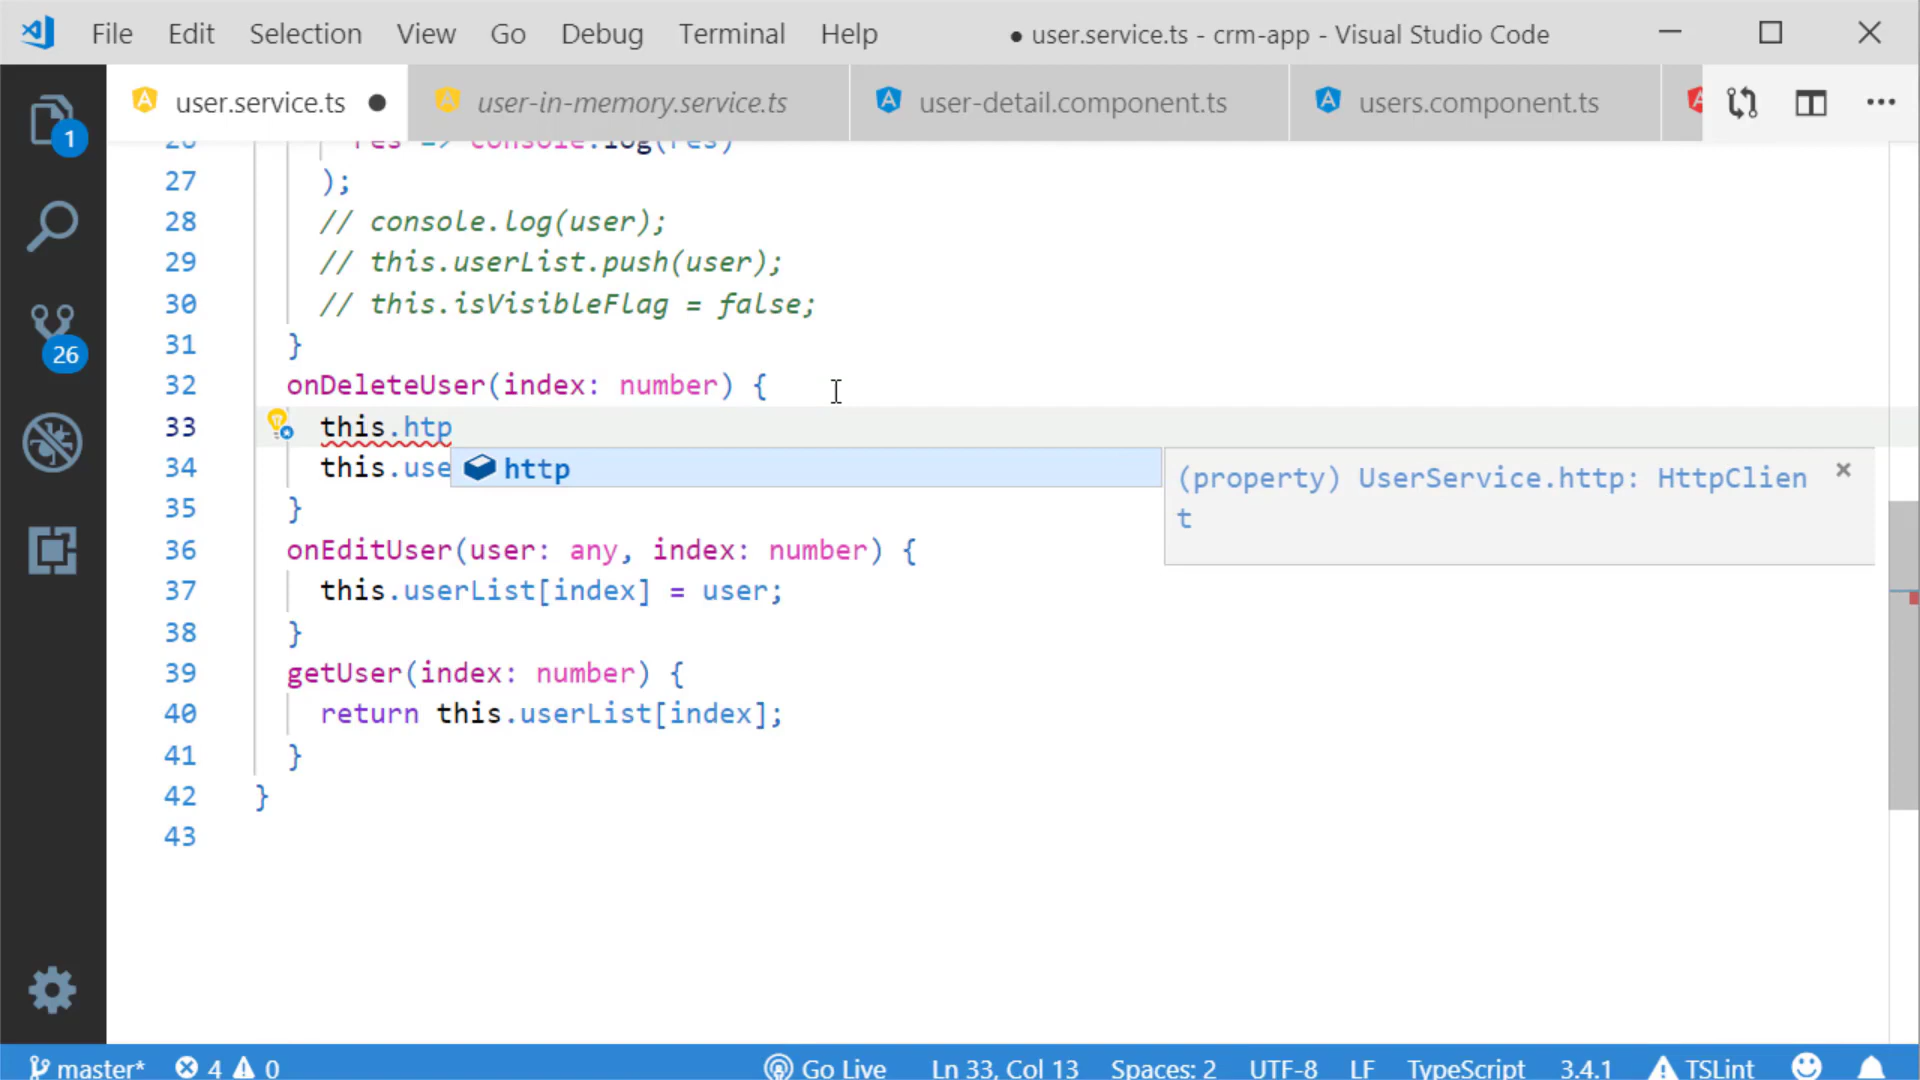 File Edit Selection View Go Debug Terminal Help ● user.service.ts - crm-app - Visual Studio Code
user.service.ts ● user-in-memory.service.ts user-detail.component.ts users.component.ts
1
26
26 res => console.log(res)
27 );
28 // console.log(user);
29 // this.userList.push(user);
30 // this.isVisibleFlag = false;
31 }
32 onDeleteUser(index: number) {
33 this.htp
34 this.use
http
(property) UserService.http: HttpClien
t
35 }
36 onEditUser(user: any, index: number) {
37 this.userList[index] = user;
38 }
39 getUser(index: number) {
40 return this.userList[index];
41 }
42 }
43
master* 4 0 Go Live Ln 33, Col 13 Spaces: 2 UTF-8 LF TypeScript 3.4.1 TSLint